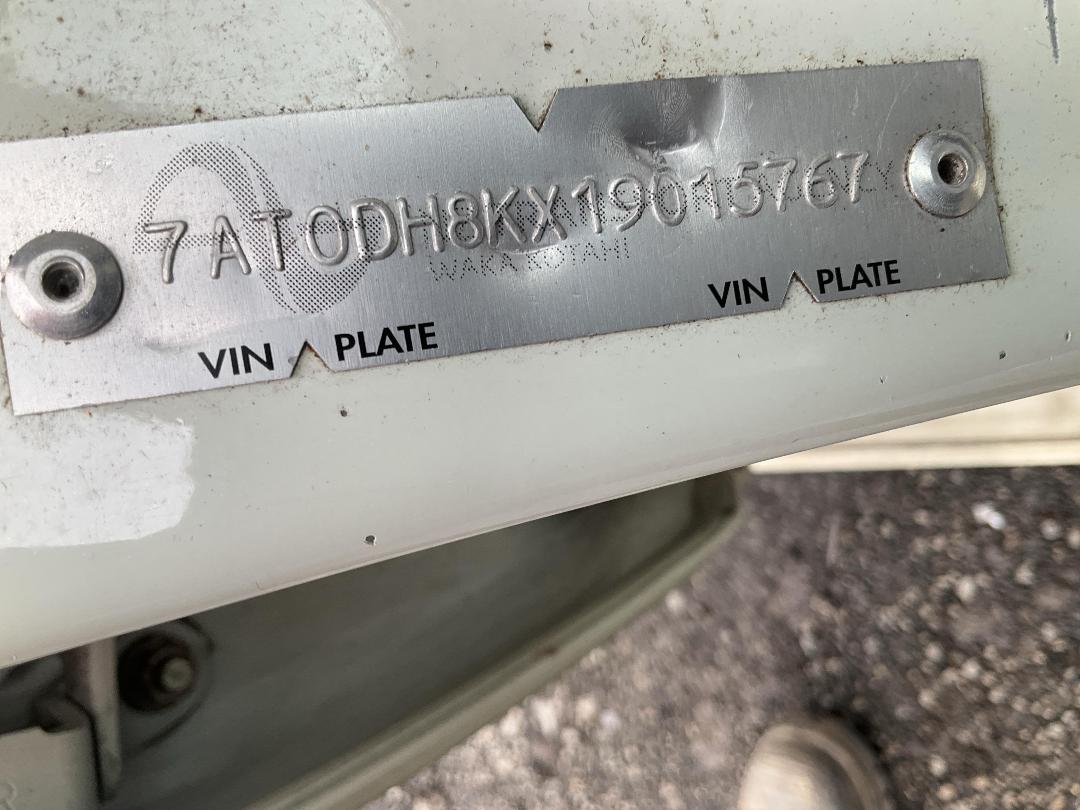 7AT0DH8KX19015767
WAKA KOTAHI
VIN PLATE
VIN PLATE